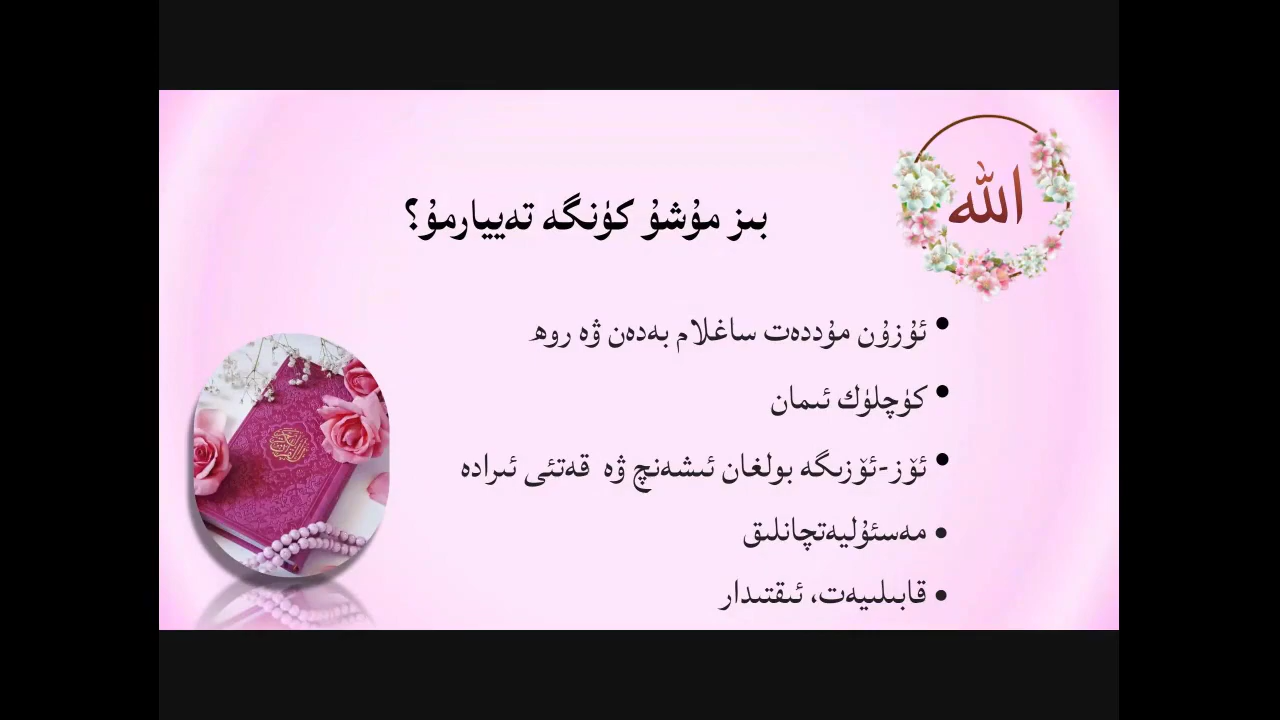 الله
بىز مۇشۇ كۈنگە تەييارمۇ؟
• ئۇزۇن مۇددەت ساغلام بەدەن ۋە روھ
• كۈچلۈك ئىمان
• ئۆز-ئۆزىگە بولغان ئىشەنچ ۋە قەتئى ئىرادە
• مەسئۇلىيەتچانلىق
• قابىلىيەت، ئىقتىدار